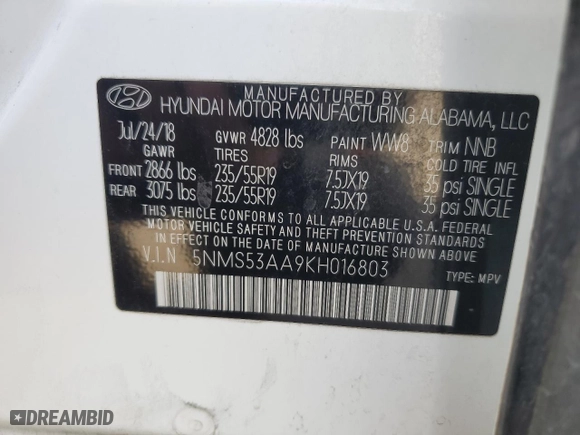 MANUFACTURED BY
HYUNDAI MOTOR MANUFACTURING ALABAMA, LLC
Jul/24/18 GVWR 4828 lbs PAINT WW8 TRIM NNB
GAWR TIRES RIMS COLD TIRE INFL
FRONT 2866 lbs 235/55R19 7.5JX19 35 psi SINGLE
REAR 3075 lbs 235/55R19 7.5JX19 35 psi SINGLE
THIS VEHICLE CONFORMS TO ALL APPLICABLE U.S.A. FEDERAL
MOTOR VEHICLE SAFETY AND THEFT PREVENTION STANDARDS
IN EFFECT ON THE DATE OF MANUFACTURE SHOWN ABOVE
V.I.N 5NMS53AA9KH016803
TYPE: MPV
DREAMBID